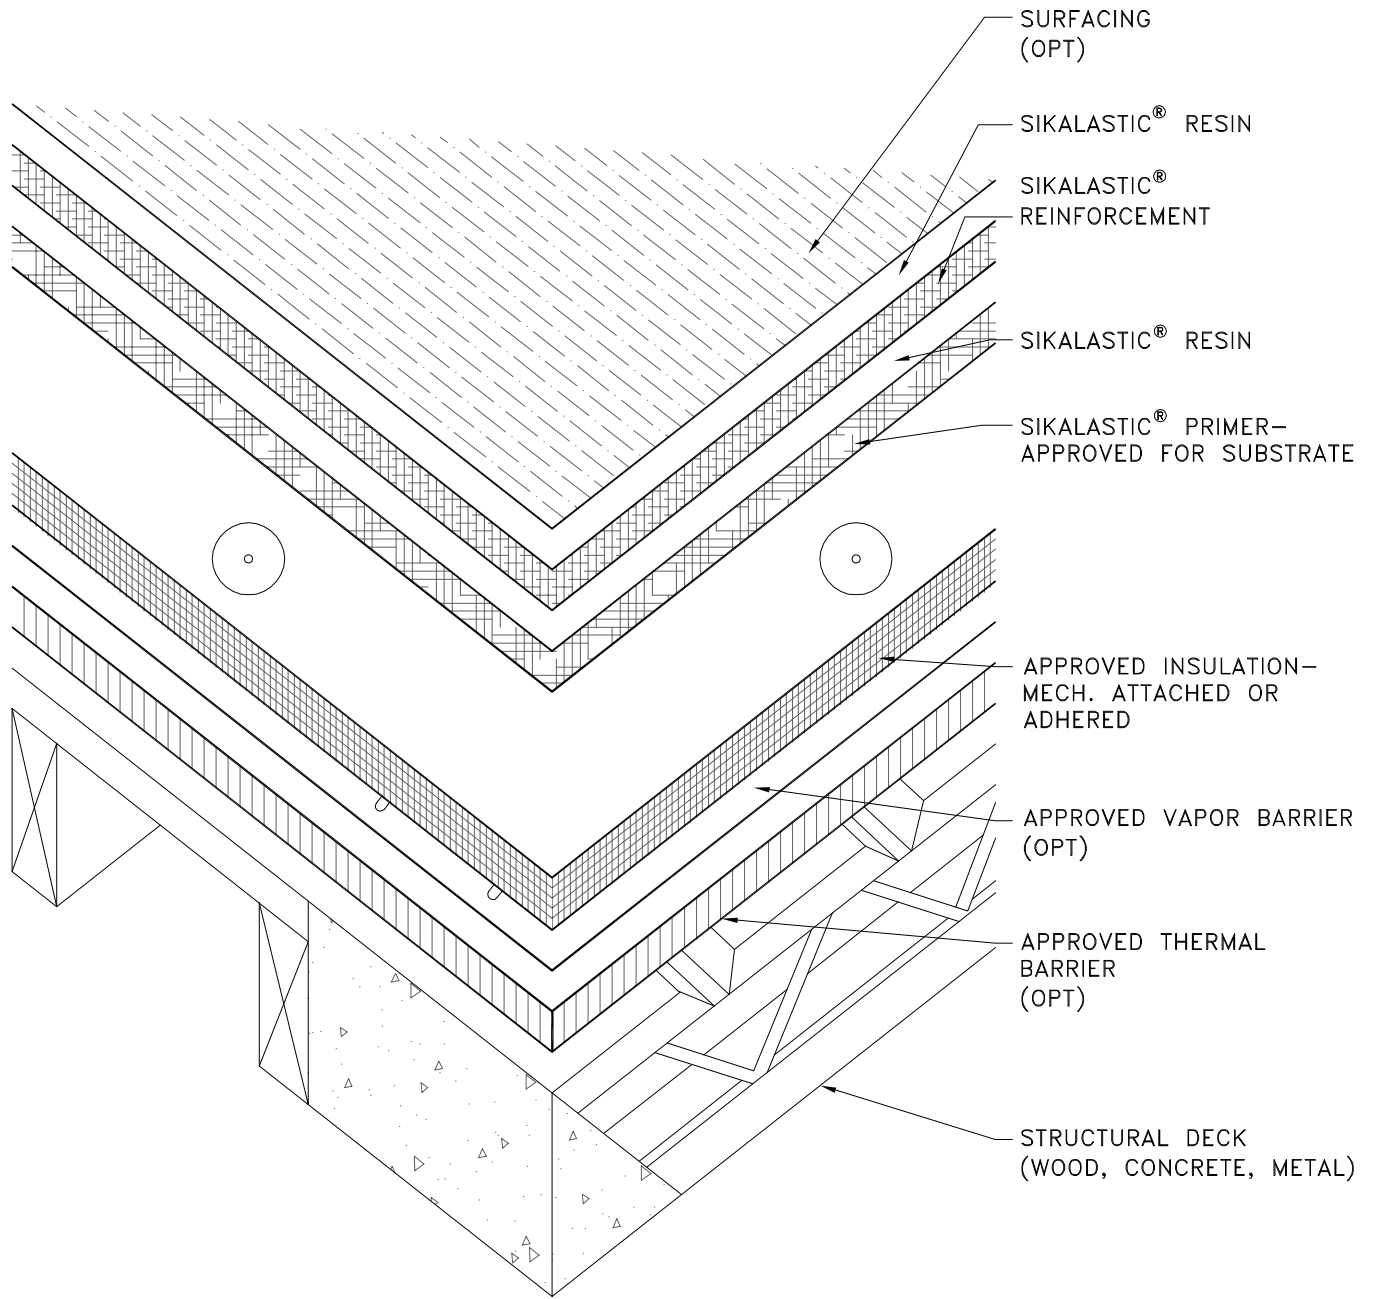 SURFACING
(OPT)
SIKALASTIC® RESIN
SIKALASTIC®
REINFORCEMENT
SIKALASTIC® RESIN
SIKALASTIC® PRIMER–
APPROVED FOR SUBSTRATE
APPROVED INSULATION–
MECH. ATTACHED OR
ADHERED
APPROVED VAPOR BARRIER
(OPT)
APPROVED THERMAL
BARRIER
(OPT)
STRUCTURAL DECK
(WOOD, CONCRETE, METAL)